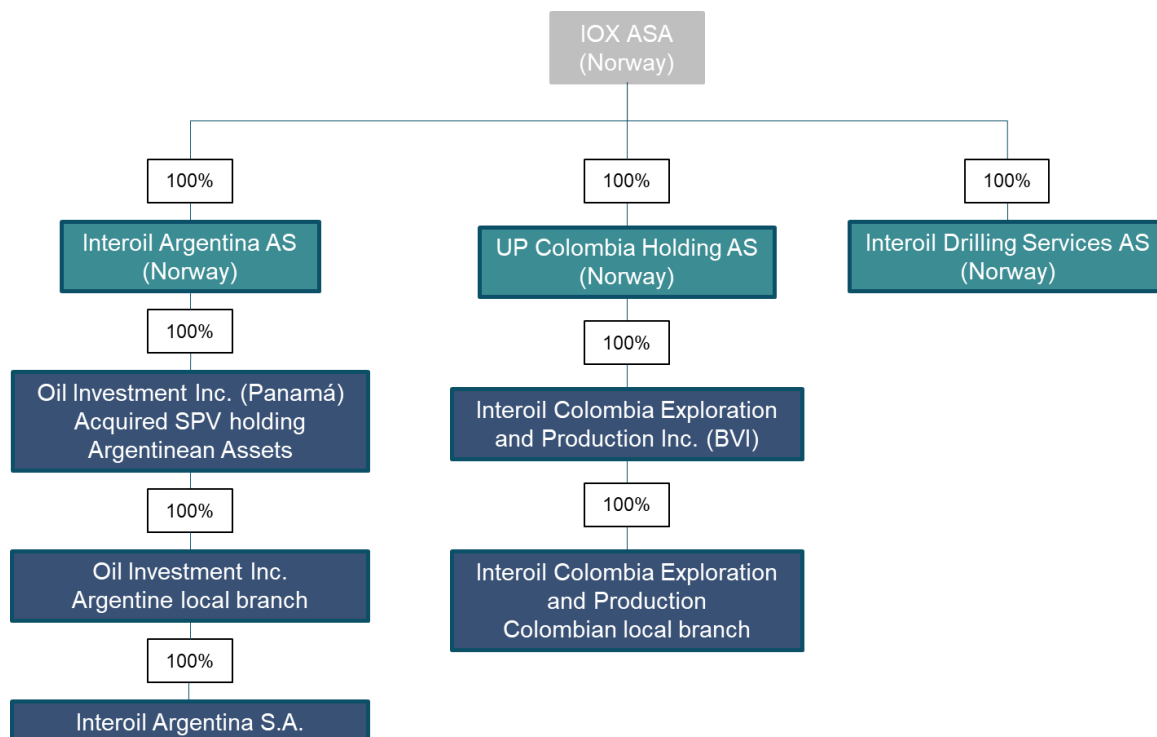 IOX ASA
(Norway)
100%
100%
100%
Interoil Argentina AS
(Norway)
UP Colombia Holding AS
(Norway)
Interoil Drilling Services AS
(Norway)
100%
100%
Oil Investment Inc. (Panamá)
Acquired SPV holding
Argentinean Assets
Interoil Colombia Exploration
and Production Inc. (BVI)
100%
100%
Oil Investment Inc.
Argentine local branch
Interoil Colombia Exploration
and Production
Colombian local branch
100%
Interoil Argentina S.A.